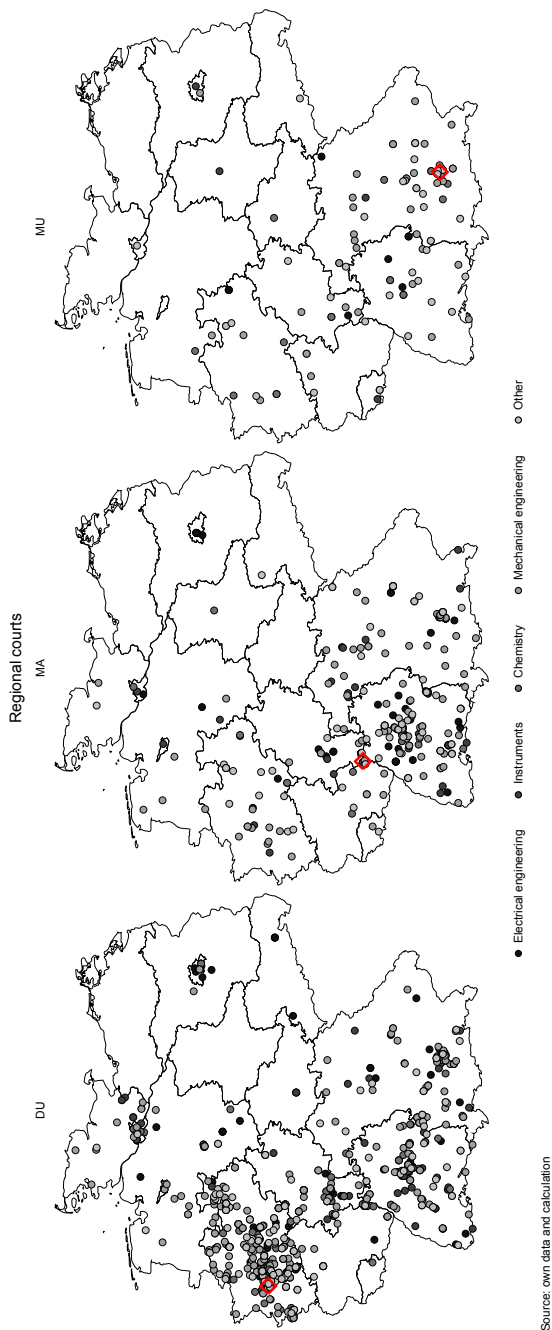 Regional courts
DU
MA
MU
Electrical engineering
Instruments
Chemistry
Mechanical engineering
Other
Source: own data and calculation